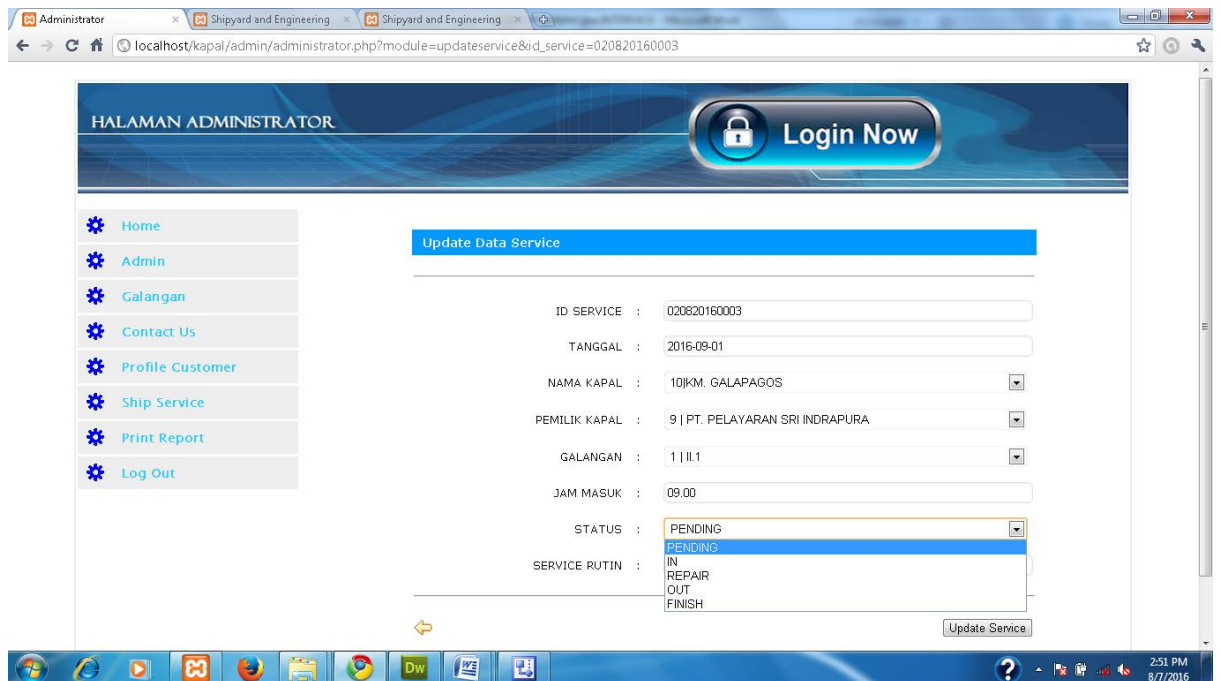 Administrator
Shipyard and Engineering
Shipyard and Engineering
localhost/kapal/admin/administrator.php?module=updateservice&id_service=020820160003
HALAMAN ADMINISTRATOR
Login Now
Home
Admin
Galangan
Contact Us
Profile Customer
Ship Service
Print Report
Log Out
Update Data Service
ID SERVICE : 020820160003
TANGGAL : 2016-09-01
NAMA KAPAL : 10|KM. GALAPAGOS
PEMILIK KAPAL : 9 | PT. PELAYARAN SRI INDRAPURA
GALANGAN : 1 | II.1
JAM MASUK : 09.00
STATUS : PENDING
PENDING
IN
REPAIR
OUT
FINISH
SERVICE RUTIN :
Update Service
Dw
2:51 PM
8/7/2016